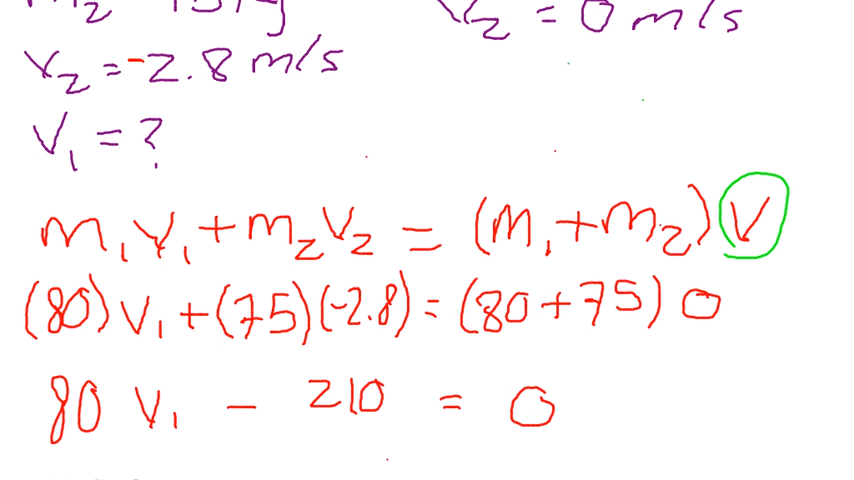 V₂ = 0 m/s
V₂ = -2.8 m/s
V₁ = ?
m₁V₁ + m₂V₂ = (m₁ + m₂) V
(80) V₁ + (75)(-2.8) = (80 + 75) 0
80 V₁ - 210 = 0